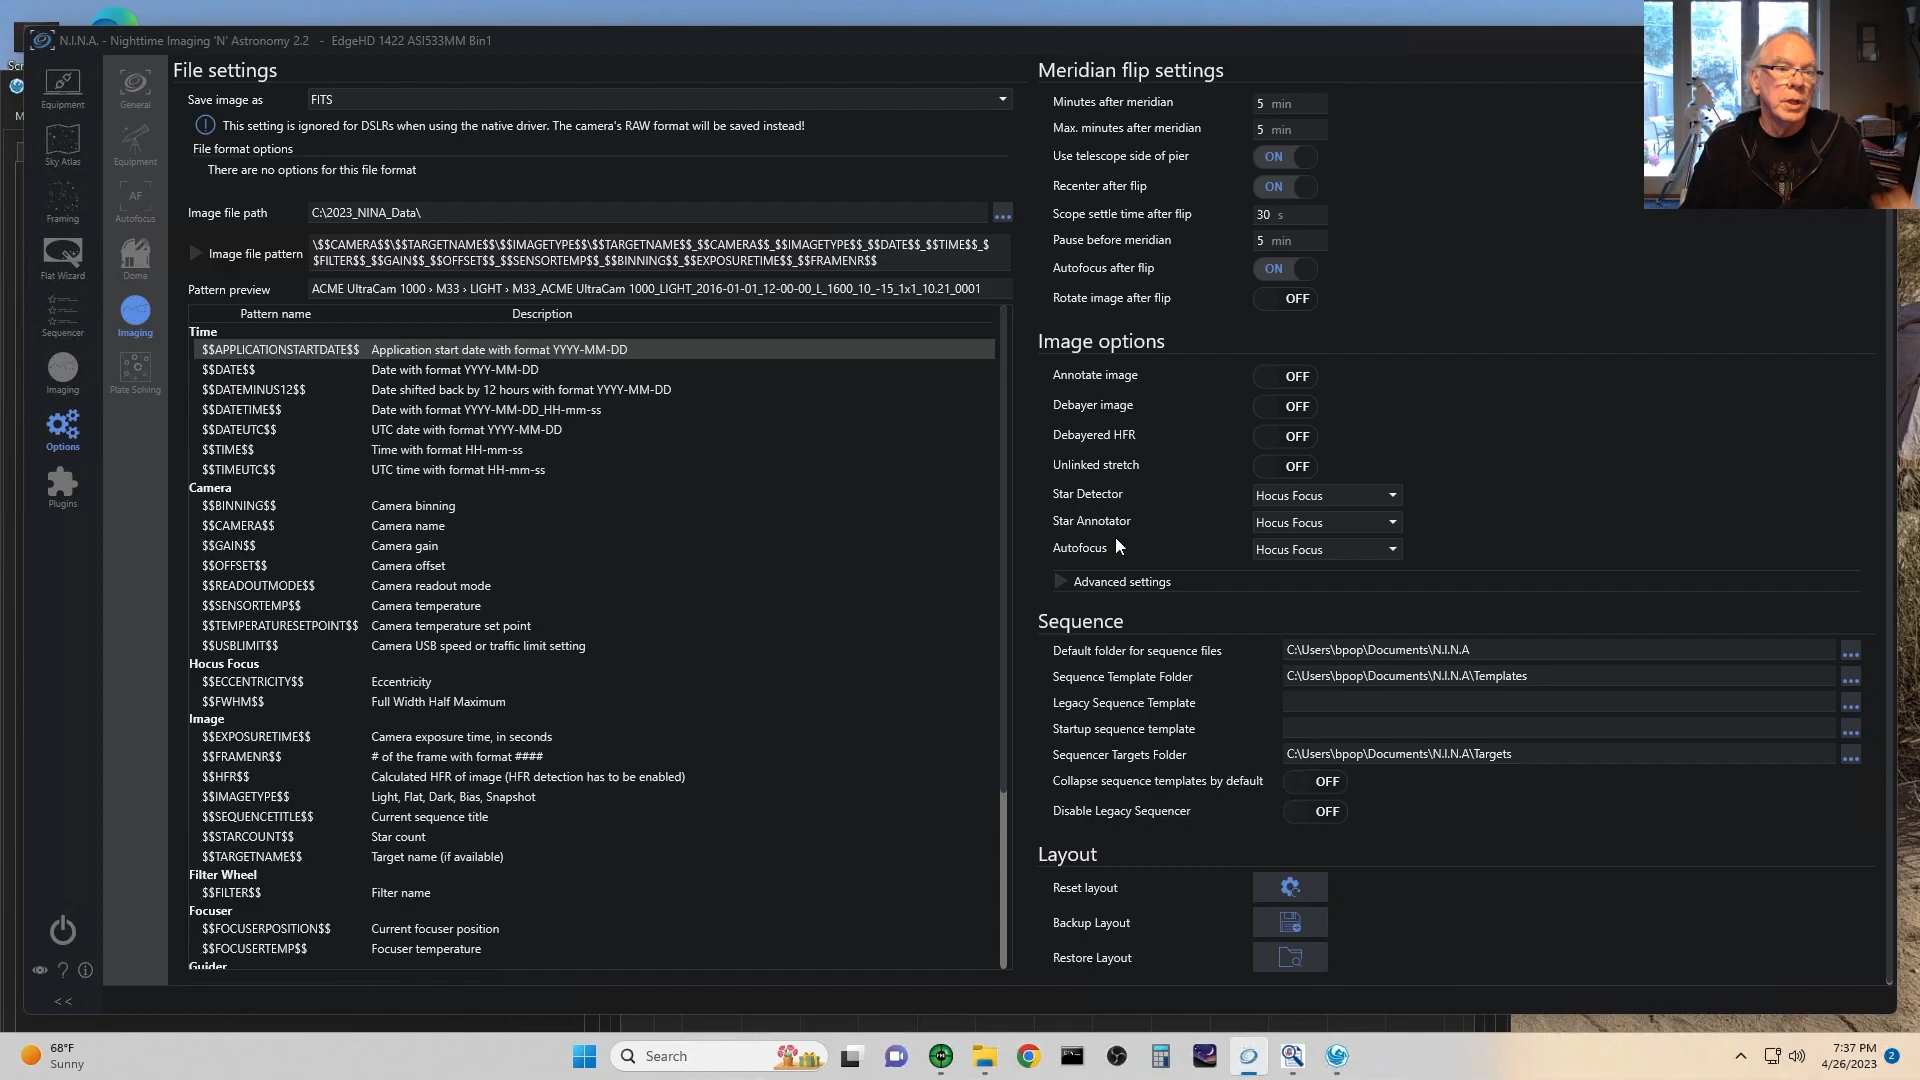 N.I.N.A. - Nighttime Imaging 'N' Astronomy 2.2 - EdgeHD 1422 ASI533MM Bin1
Equipment
Sky Atlas
Framing
Flat Wizard
Sequencer
Imaging
Options
Plugins
? 
<<
General
Equipment
AF
Autofocus
Dome
Imaging
Plate Solving
File settings
Save image as FITS
This setting is ignored for DSLRs when using the native driver. The camera's RAW format will be saved instead!
File format options
There are no options for this file format
Image file path C:\2023_NINA_Data\ ...
Image file pattern \$$CAMERA$$\$$TARGETNAME$$\$$IMAGETYPE$$\$$TARGETNAME$$_$$CAMERA$$_$$IMAGETYPE$$_$$DATE$$_$$TIME$$_$
$FILTER$$_$$GAIN$$_$$OFFSET$$_$$SENSORTEMP$$_$$BINNING$$_$$EXPOSURETIME$$_$$FRAMENR$$
Pattern preview ACME UltraCam 1000 › M33 › LIGHT › M33_ACME UltraCam 1000_LIGHT_2016-01-01_12-00-00_L_1600_10_-15_1x1_10.21_0001
Pattern name Description
Time
$$APPLICATIONSTARTDATE$$ Application start date with format YYYY-MM-DD
$$DATE$$ Date with format YYYY-MM-DD
$$DATEMINUS12$$ Date shifted back by 12 hours with format YYYY-MM-DD
$$DATETIME$$ Date with format YYYY-MM-DD_HH-mm-ss
$$DATEUTC$$ UTC date with format YYYY-MM-DD
$$TIME$$ Time with format HH-mm-ss
$$TIMEUTC$$ UTC time with format HH-mm-ss
Camera
$$BINNING$$ Camera binning
$$CAMERA$$ Camera name
$$GAIN$$ Camera gain
$$OFFSET$$ Camera offset
$$READOUTMODE$$ Camera readout mode
$$SENSORTEMP$$ Camera temperature
$$TEMPERATURESETPOINT$$ Camera temperature set point
$$USBLIMIT$$ Camera USB speed or traffic limit setting
Hocus Focus
$$ECCENTRICITY$$ Eccentricity
$$FWHM$$ Full Width Half Maximum
Image
$$EXPOSURETIME$$ Camera exposure time, in seconds
$$FRAMENR$$ # of the frame with format ####
$$HFR$$ Calculated HFR of image (HFR detection has to be enabled)
$$IMAGETYPE$$ Light, Flat, Dark, Bias, Snapshot
$$SEQUENCETITLE$$ Current sequence title
$$STARCOUNT$$ Star count
$$TARGETNAME$$ Target name (if available)
Filter Wheel
$$FILTER$$ Filter name
Focuser
$$FOCUSERPOSITION$$ Current focuser position
$$FOCUSERTEMP$$ Focuser temperature
Guider
Meridian flip settings
Minutes after meridian 5 min
Max. minutes after meridian 5 min
Use telescope side of pier ON
Recenter after flip ON
Scope settle time after flip 30 s
Pause before meridian 5 min
Autofocus after flip ON
Rotate image after flip OFF
Image options
Annotate image OFF
Debayer image OFF
Debayered HFR OFF
Unlinked stretch OFF
Star Detector Hocus Focus
Star Annotator Hocus Focus
Autofocus Hocus Focus
Advanced settings
Sequence
Default folder for sequence files C:\Users\bpop\Documents\N.I.N.A ...
Sequence Template Folder C:\Users\bpop\Documents\N.I.N.A\Templates ...
Legacy Sequence Template ...
Startup sequence template ...
Sequencer Targets Folder C:\Users\bpop\Documents\N.I.N.A\Targets ...
Collapse sequence templates by default OFF
Disable Legacy Sequencer OFF
Layout
Reset layout
Backup Layout
Restore Layout
68°F
Sunny
Search
7:37 PM
4/26/2023
2